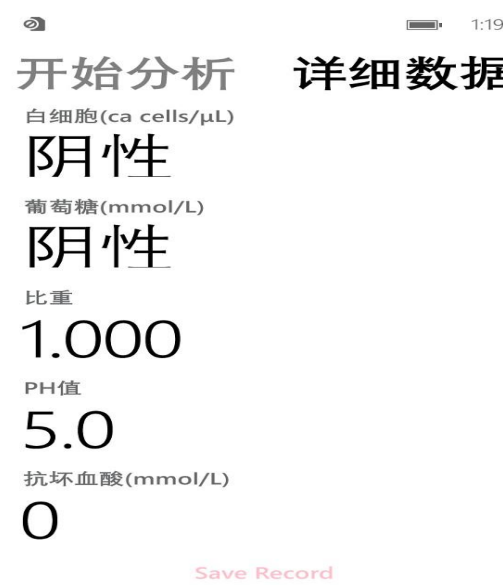 1:19
开始分析 详细数据
白细胞(ca cells/μL)
阴性
葡萄糖(mmol/L)
阴性
比重
1.000
PH值
5.0
抗坏血酸(mmol/L)
0
Save Record